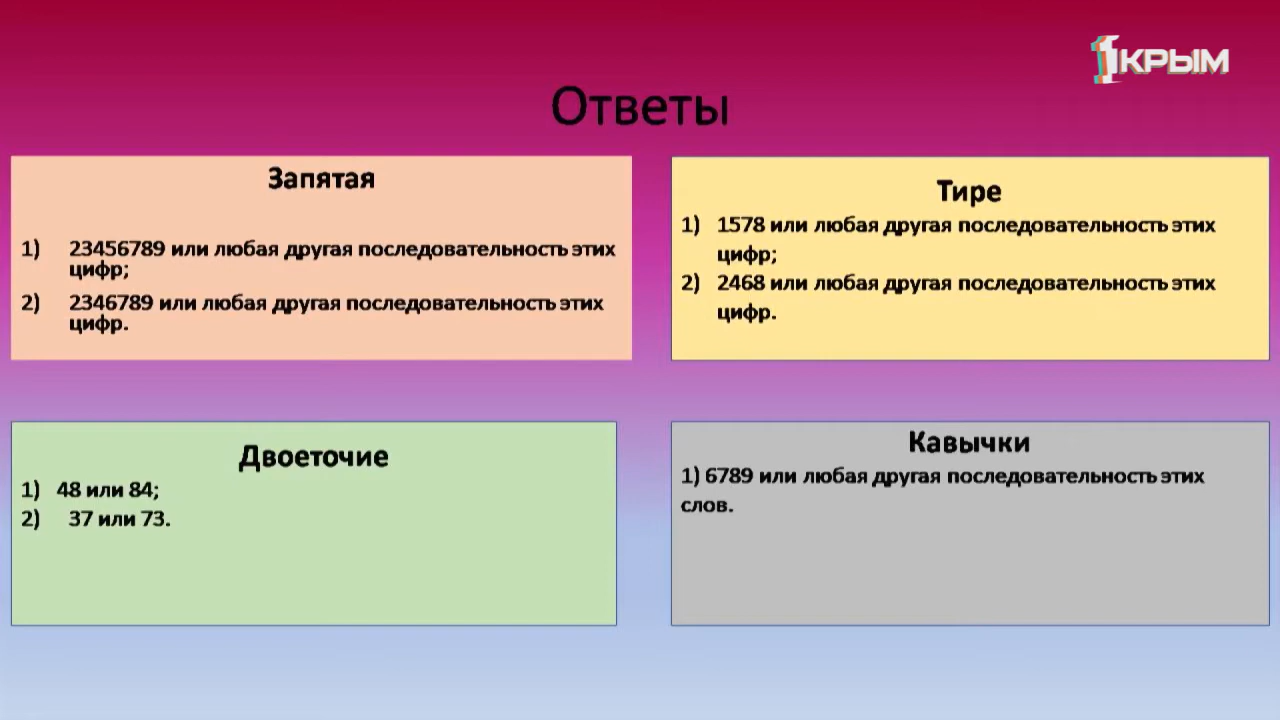 1КРЫМ
Ответы
Запятая
1) 23456789 или любая другая последовательность этих
цифр;
2) 2346789 или любая другая последовательность этих
цифр.
Тире
1) 1578 или любая другая последовательность этих
цифр;
2) 2468 или любая другая последовательность этих
цифр.
Двоеточие
1) 48 или 84;
2) 37 или 73.
Кавычки
1) 6789 или любая другая последовательность этих
слов.